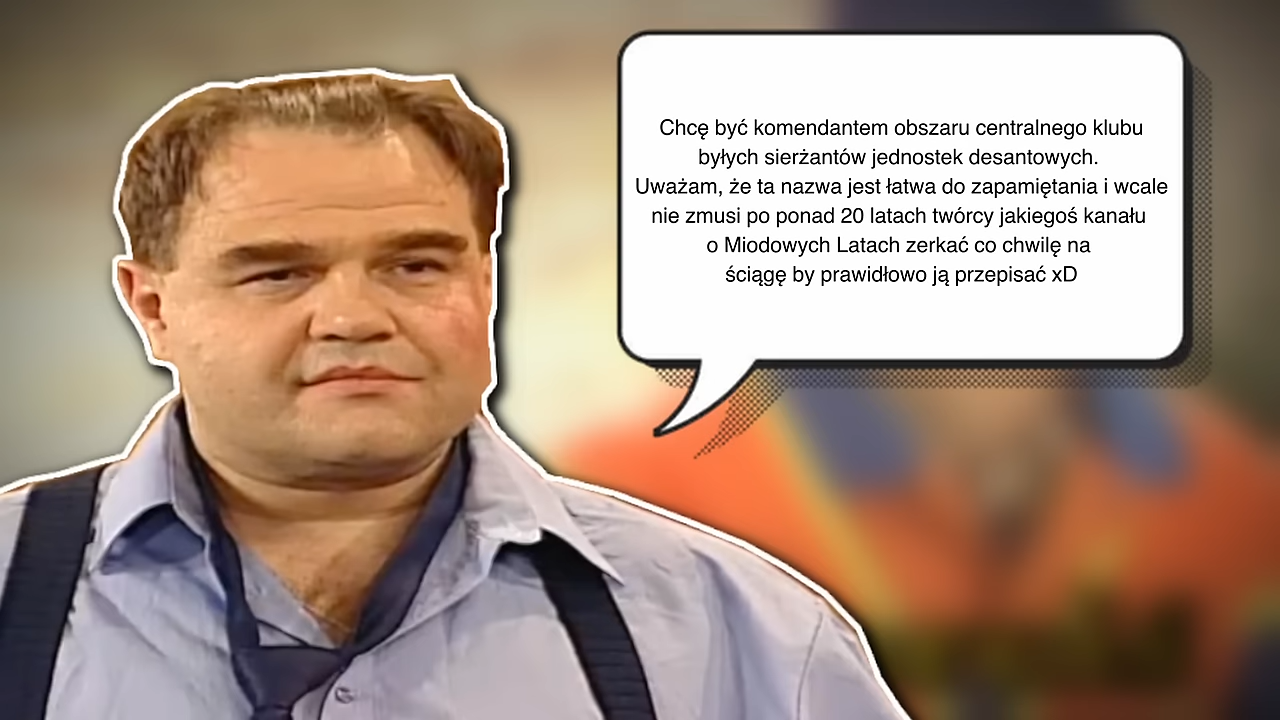 Chcę być komendantem obszaru centralnego klubu
byłych sierżantów jednostek desantowych.
Uważam, że ta nazwa jest łatwa do zapamiętania i wcale
nie zmusi po ponad 20 latach twórcy jakiegoś kanału
o Miodowych Latach zerkać co chwilę na
ściągę by prawidłowo ją przepisać xD